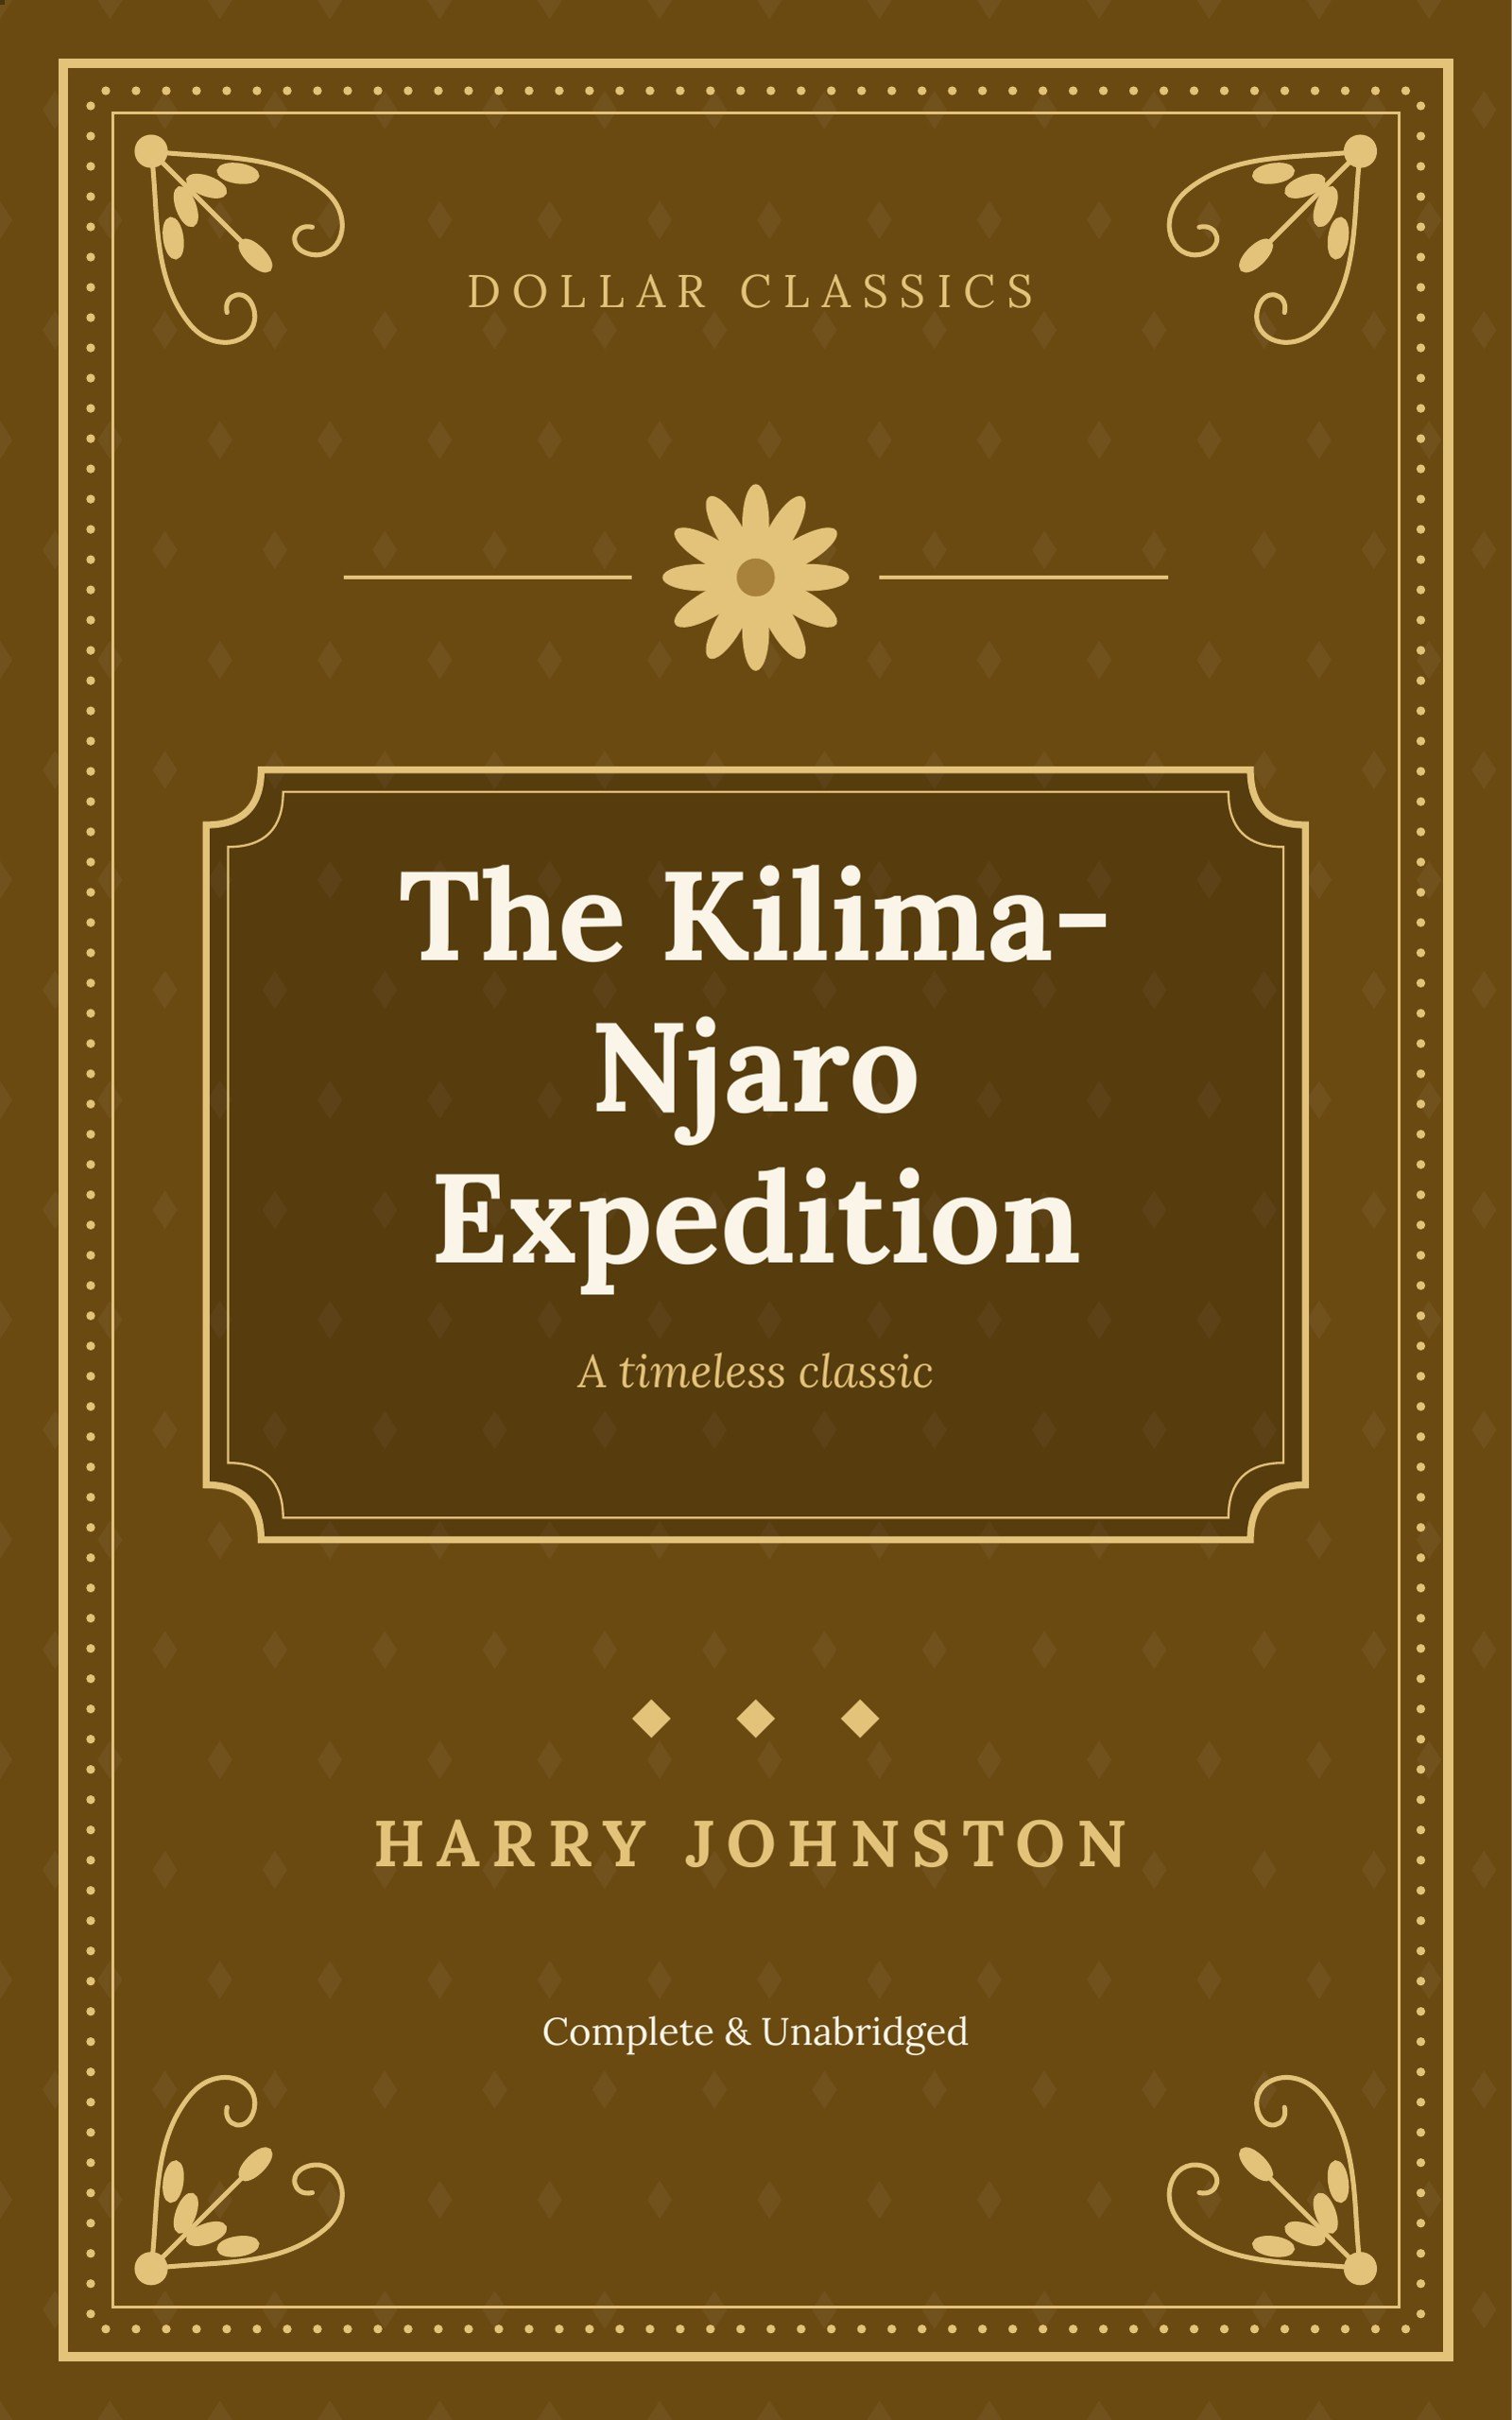 DOLLAR CLASSICS
The Kilima-
Njaro
Expedition
A timeless classic
HARRY JOHNSTON
Complete & Unabridged